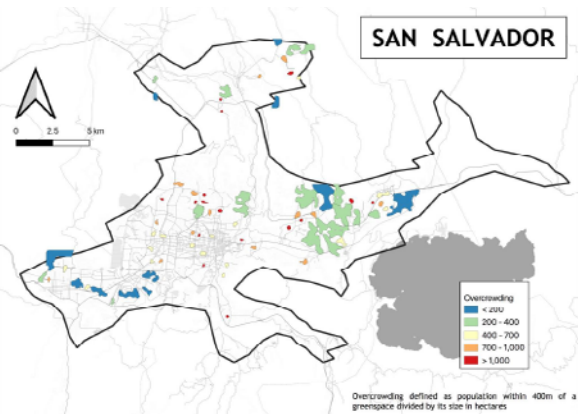 SAN SALVADOR
0 2.5 5 km
Overcrowding
< 200
200 - 400
400 - 700
700 - 1,000
> 1,000
Overcrowding defined as population within 400m of a
greenspace divided by its size in hectares